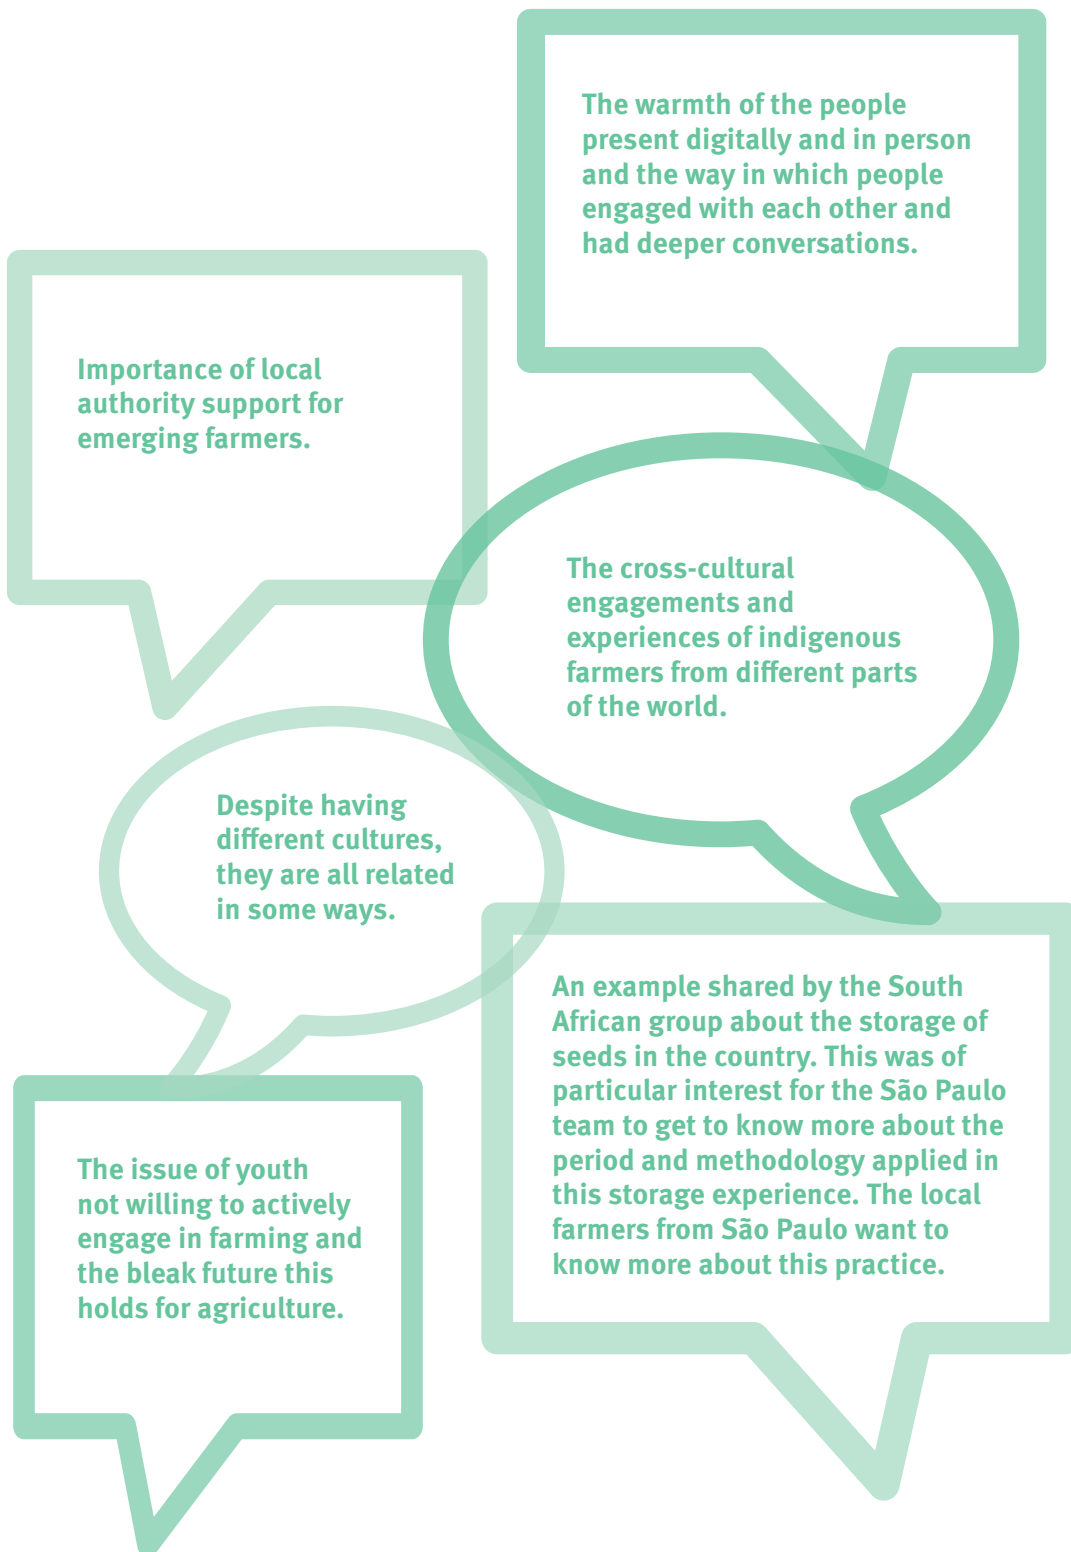 The warmth of the people
present digitally and in person
and the way in which people
engaged with each other and
had deeper conversations.
Importance of local
authority support for
emerging farmers.
The cross-cultural
engagements and
experiences of indigenous
farmers from different parts
of the world.
Despite having
different cultures,
they are all related
in some ways.
An example shared by the South
African group about the storage of
seeds in the country. This was of
particular interest for the São Paulo
team to get to know more about the
period and methodology applied in
this storage experience. The local
farmers from São Paulo want to
know more about this practice.
The issue of youth
not willing to actively
engage in farming and
the bleak future this
holds for agriculture.